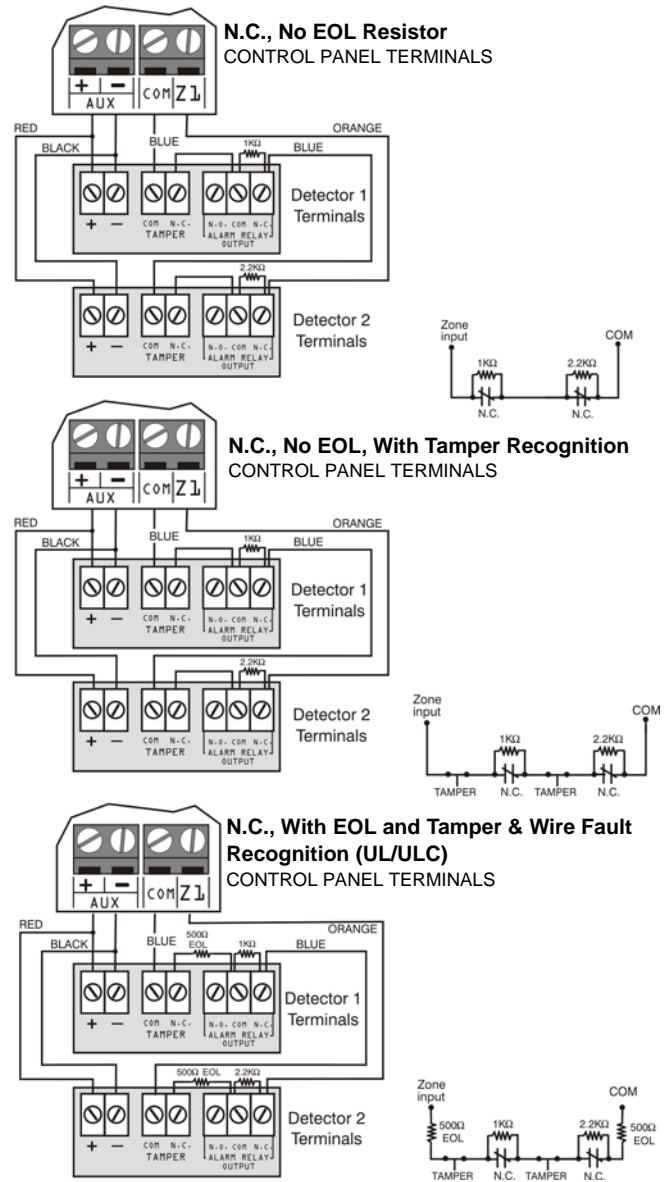 N.C., No EOL Resistor
CONTROL PANEL TERMINALS
+ − COM Z1
AUX
RED
ORANGE
BLACK
BLUE
1KΩ
BLUE
Detector 1
Terminals
+ − COM N.C. N.O. COM N.C.
TAMPER ALARM RELAY
OUTPUT
2.2KΩ
Detector 2
Terminals
+ − COM N.C. N.O. COM N.C.
TAMPER ALARM RELAY
OUTPUT
Zone
input
COM
1KΩ 2.2KΩ
N.C. N.C.
N.C., No EOL, With Tamper Recognition
CONTROL PANEL TERMINALS
+ − COM Z1
AUX
RED
ORANGE
BLACK
BLUE
1KΩ
BLUE
Detector 1
Terminals
+ − COM N.C. N.O. COM N.C.
TAMPER ALARM RELAY
OUTPUT
2.2KΩ
Detector 2
Terminals
+ − COM N.C. N.O. COM N.C.
TAMPER ALARM RELAY
OUTPUT
Zone
input
COM
1KΩ 2.2KΩ
TAMPER N.C. TAMPER N.C.
N.C., With EOL and Tamper & Wire Fault
Recognition (UL/ULC)
CONTROL PANEL TERMINALS
+ − COM Z1
AUX
RED
ORANGE
BLACK
BLUE
500Ω
EOL
1KΩ
BLUE
Detector 1
Terminals
+ − COM N.C. N.O. COM N.C.
TAMPER ALARM RELAY
OUTPUT
500Ω EOL 2.2KΩ
Detector 2
Terminals
+ − COM N.C. N.O. COM N.C.
TAMPER ALARM RELAY
OUTPUT
Zone
input
COM
500Ω
EOL
1KΩ 2.2KΩ
500Ω
EOL
TAMPER N.C. TAMPER N.C.